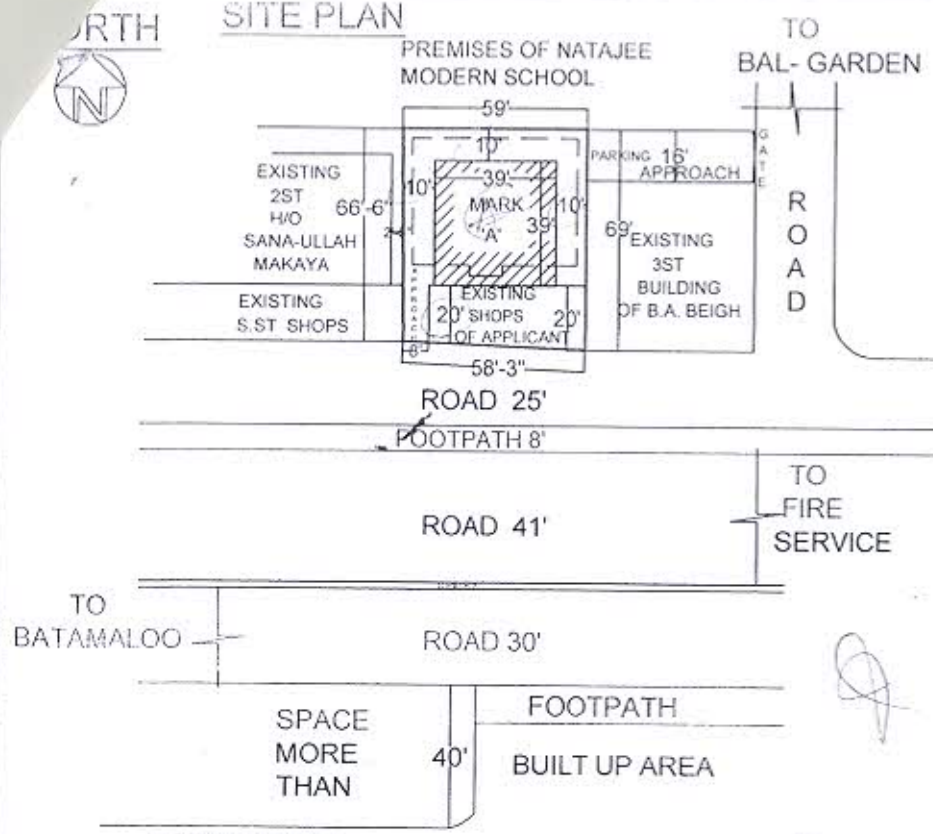 SITE PLAN
N
PREMISES OF NATAJEE
MODERN SCHOOL
TO
BAL- GARDEN
59'
10'
39'
10'
MARK
'A'
39'
10'
EXISTING
2ST
H/O
SANA-ULLAH
MAKAYA
66'-6"
PARKING 16'
APPROACH
GATE
ROAD
69'
EXISTING
3ST
BUILDING
OF B.A. BEIGH
EXISTING
S.ST SHOPS
8'
20'
EXISTING
SHOPS
OF APPLICANT
20'
58'-3"
ROAD 25'
FOOTPATH 8'
ROAD 41'
TO
FIRE
SERVICE
TO
BATAMALOO
ROAD 30'
SPACE
MORE
THAN
40'
FOOTPATH
BUILT UP AREA